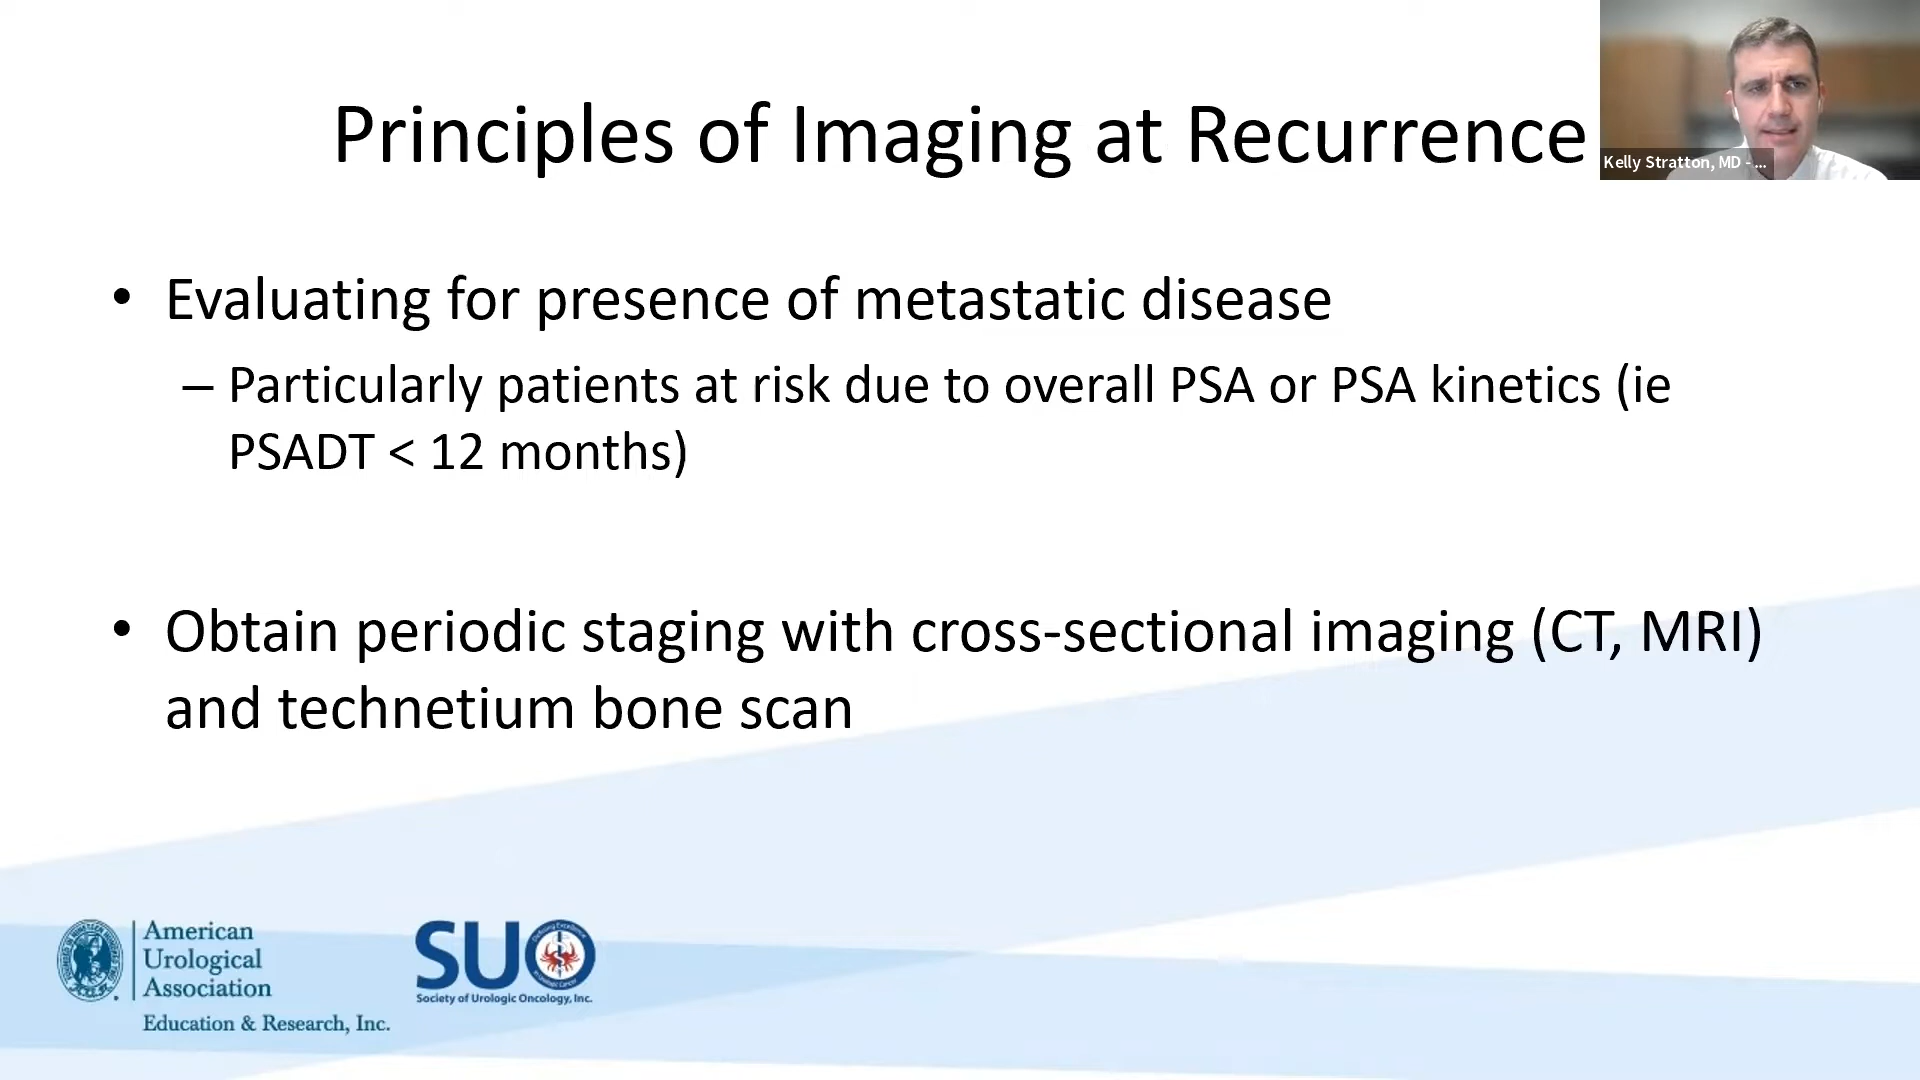 Principles of Imaging at Recurrence
Kelly Stratton, MD - ...
• Evaluating for presence of metastatic disease
– Particularly patients at risk due to overall PSA or PSA kinetics (ie
PSADT < 12 months)
• Obtain periodic staging with cross-sectional imaging (CT, MRI)
and technetium bone scan
American
Urological
Association
Education & Research, Inc.
SUO
Society of Urologic Oncology, Inc.